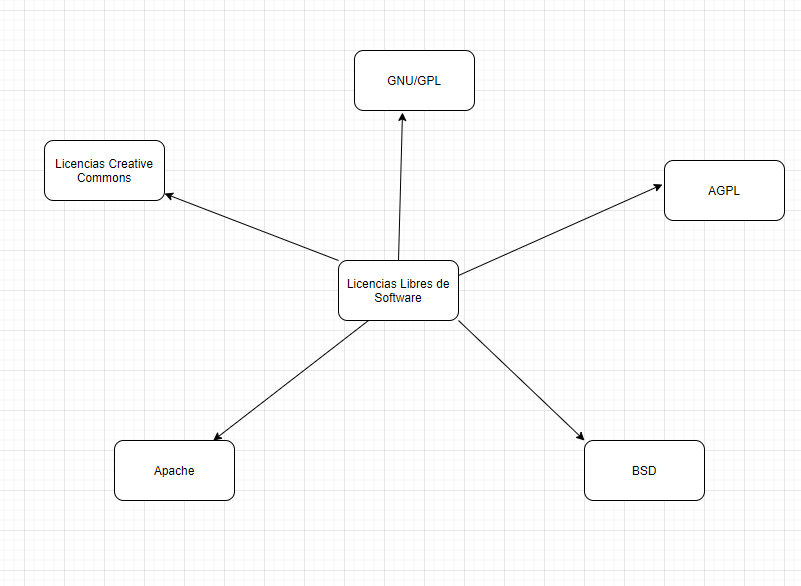 GNU/GPL
Licencias Creative
Commons
AGPL
Licencias Libres de
Software
Apache
BSD